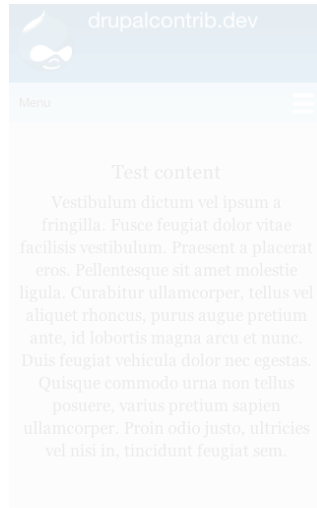 drupalcontrib.dev
Menu
Test content
Vestibulum dictum vel ipsum a
fringilla. Fusce feugiat dolor vitae
facilisis vestibulum. Praesent a placerat
eros. Pellentesque sit amet molestie
ligula. Curabitur ullamcorper, tellus vel
aliquet rhoncus, purus augue pretium
ante, id lobortis magna arcu et nunc.
Duis feugiat vehicula dolor nec egestas.
Quisque commodo urna non tellus
posuere, varius pretium sapien
ullamcorper. Proin odio justo, ultricies
vel nisi in, tincidunt feugiat sem.